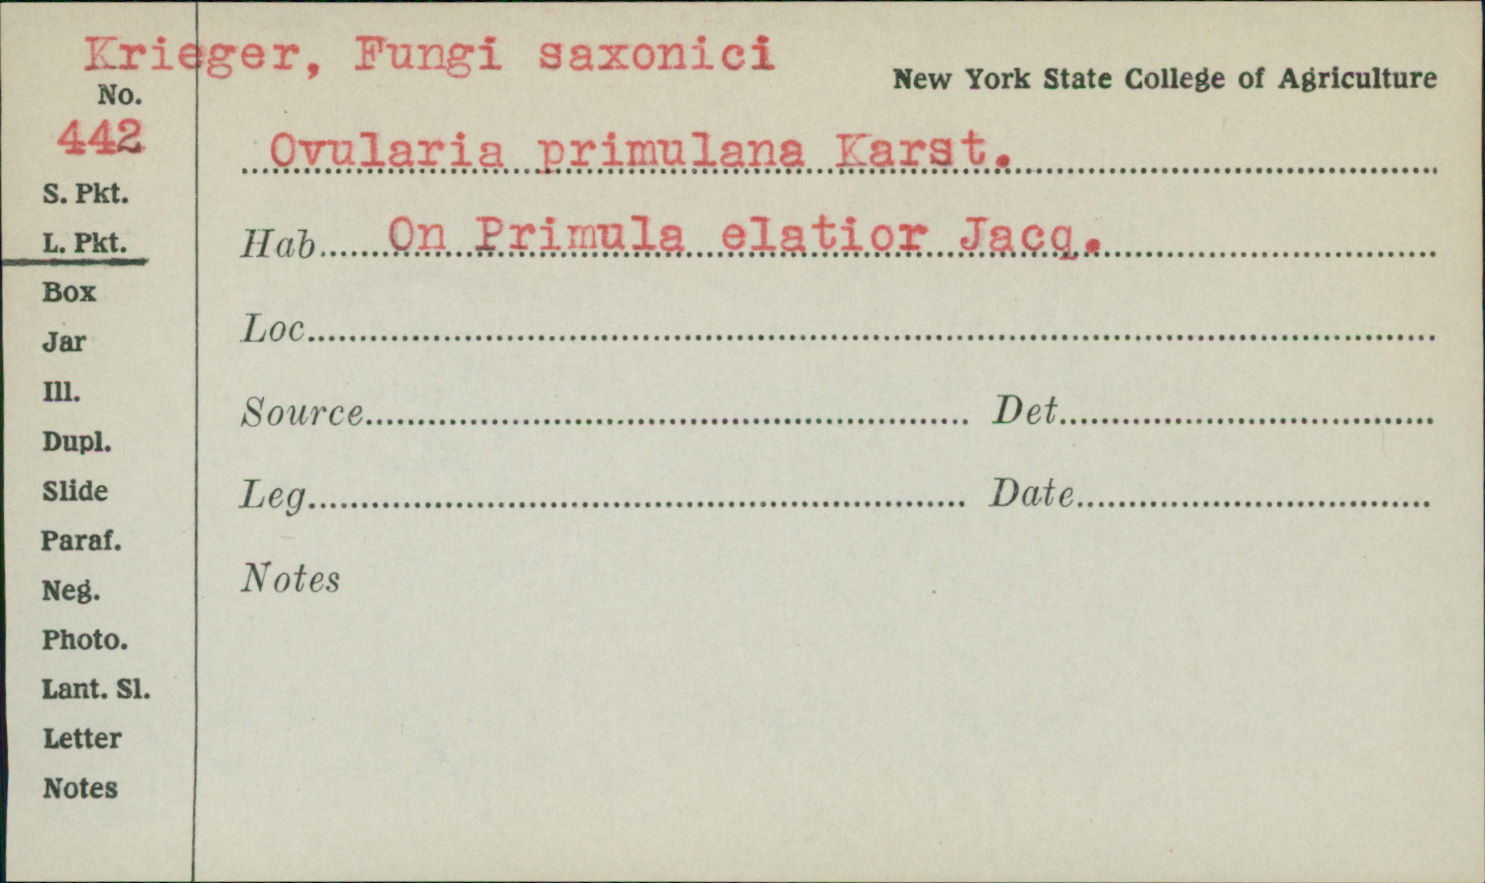 Krieger, Fungi saxonici
New York State College of Agriculture
No.
442
Ovularia primulana Karst.
S. Pkt.
L. Pkt.
Hab. On Primula elatior Jacq.
Box
Loc.
Jar
Ill.
Source Det.
Dupl.
Slide
Leg. Date
Paraf.
Neg.
Notes
Photo.
Lant. Sl.
Letter
Notes